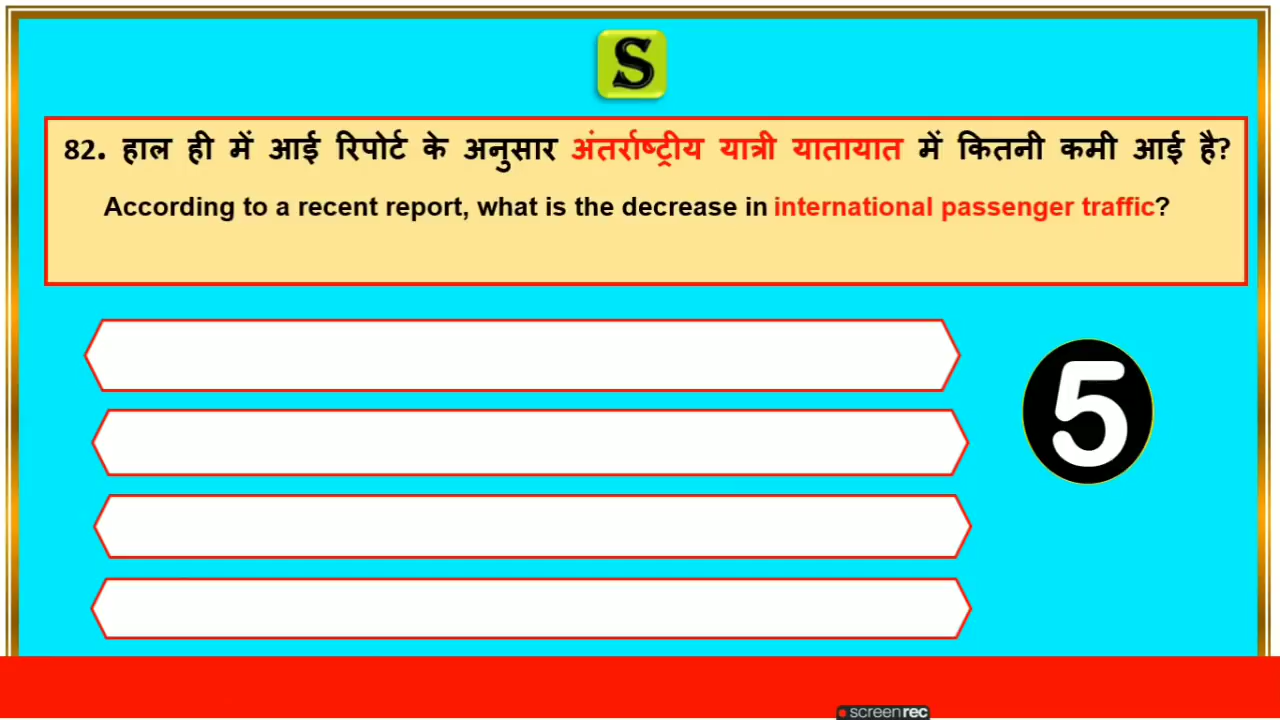 S
82. हाल ही में आई रिपोर्ट के अनुसार अंतर्राष्ट्रीय यात्री यातायात में कितनी कमी आई है?
According to a recent report, what is the decrease in international passenger traffic?
5
screenrec